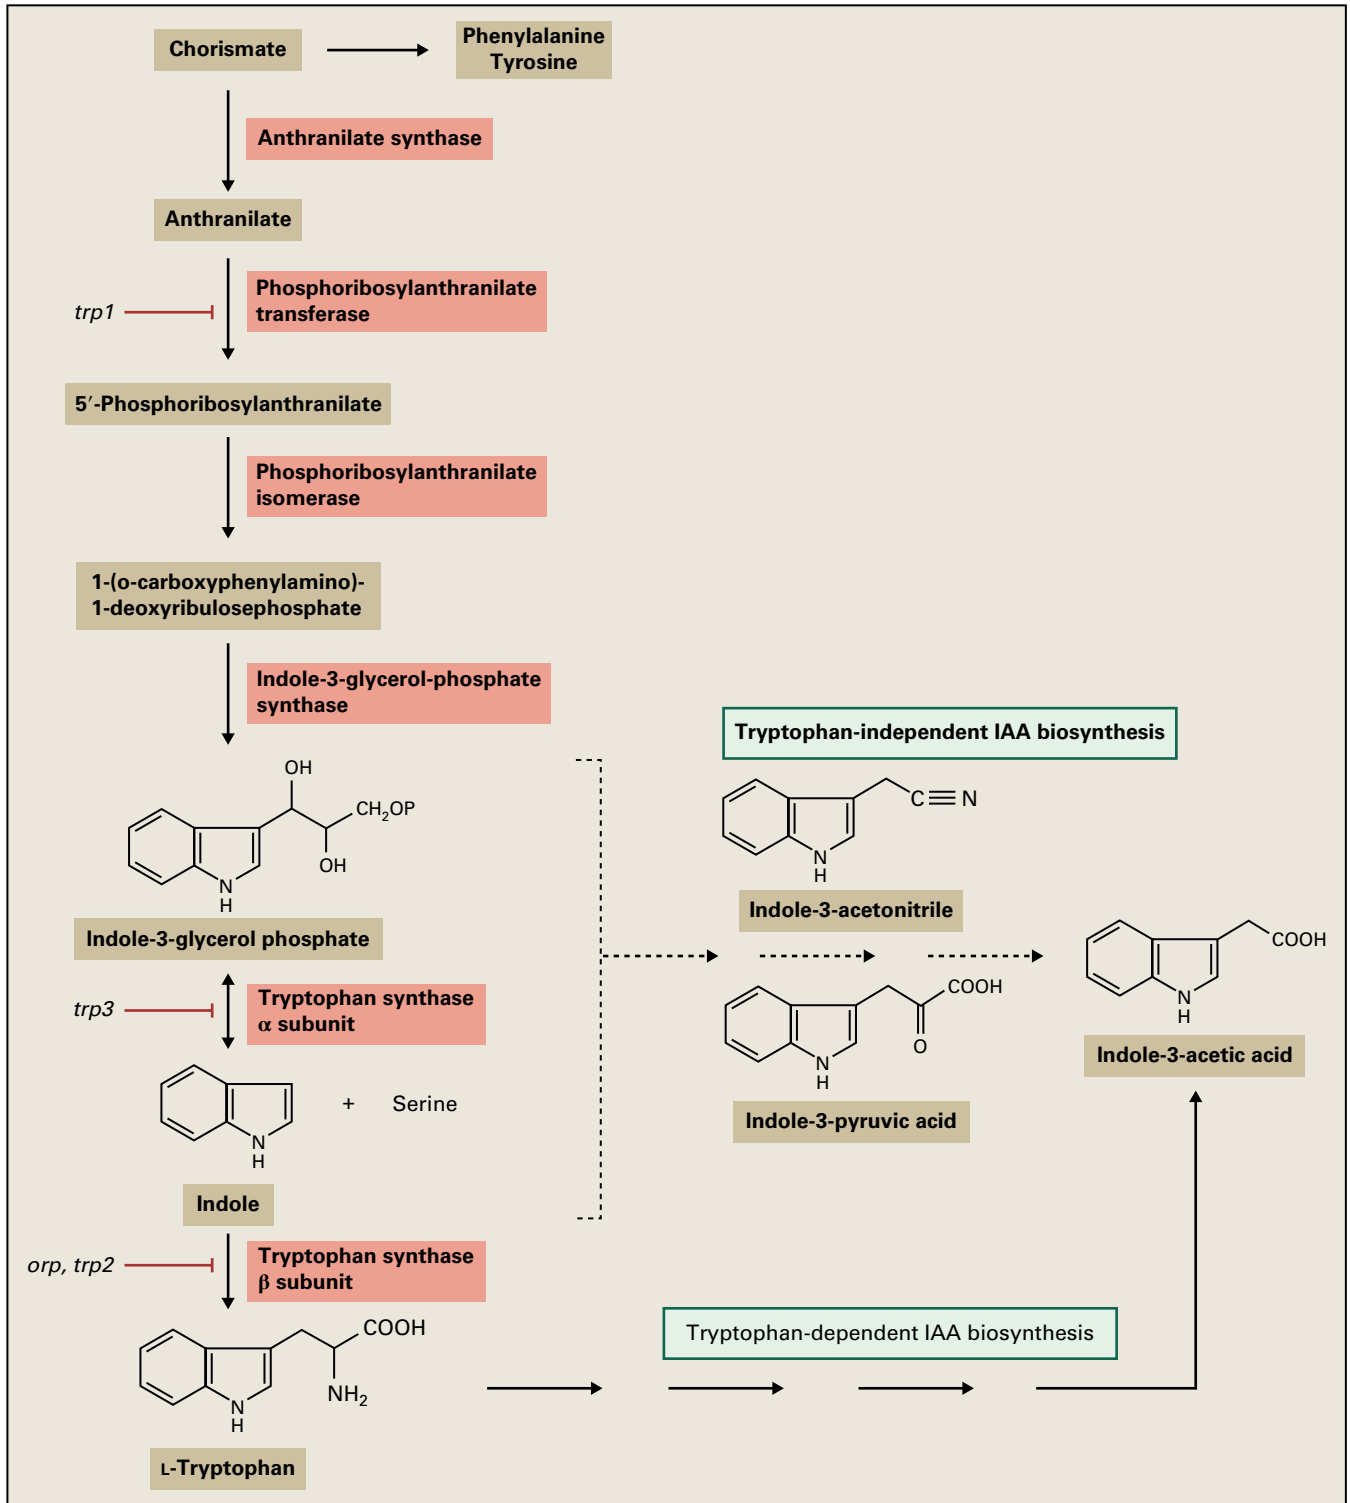 Chorismate
Phenylalanine
Tyrosine
Anthranilate synthase
Anthranilate
trp1
Phosphoribosylanthranilate
transferase
5′-Phosphoribosylanthranilate
Phosphoribosylanthranilate
isomerase
1-(o-carboxyphenylamino)-
1-deoxyribulosephosphate
Indole-3-glycerol-phosphate
synthase
OH
CH₂OP
OH
N
H
Indole-3-glycerol phosphate
trp3
Tryptophan synthase
α subunit
N
H
+ Serine
Indole
orp, trp2
Tryptophan synthase
β subunit
COOH
NH₂
N
H
L-Tryptophan
Tryptophan-independent IAA biosynthesis
C≡N
N
H
Indole-3-acetonitrile
COOH
O
N
H
Indole-3-pyruvic acid
COOH
N
H
Indole-3-acetic acid
Tryptophan-dependent IAA biosynthesis